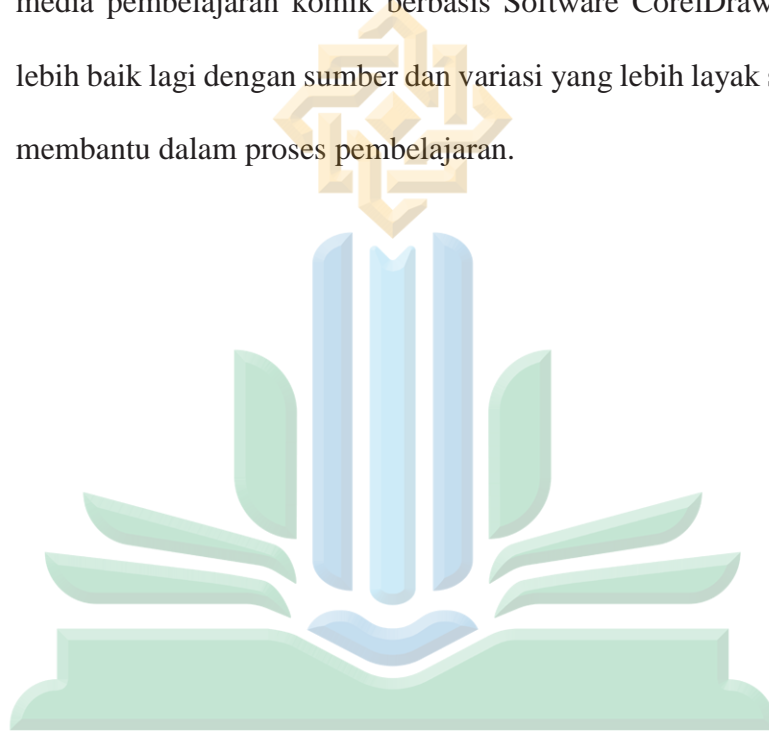 media pembelajaran komik berbasis Software CorelDraw
lebih baik lagi dengan sumber dan variasi yang lebih layak
membantu dalam proses pembelajaran.